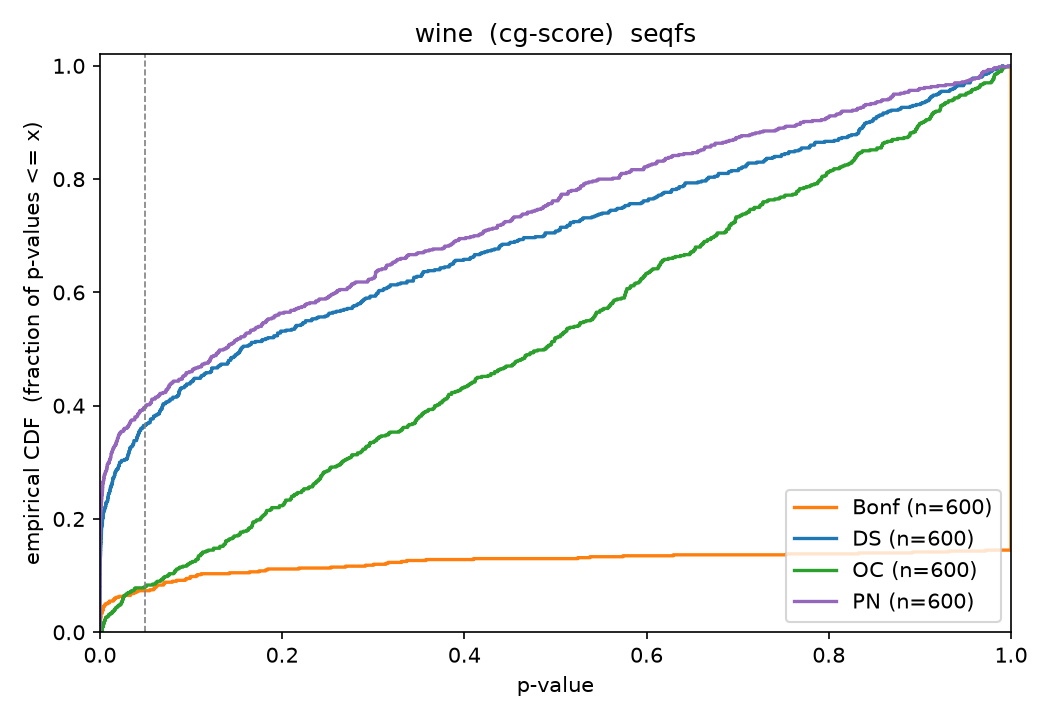 wine (cg-score) seqfs
empirical CDF (fraction of p-values <= x)
1.0
0.8
0.6
0.4
0.2
0.0
0.0 0.2 0.4 0.6 0.8 1.0
p-value
Bonf (n=600)
DS (n=600)
OC (n=600)
PN (n=600)